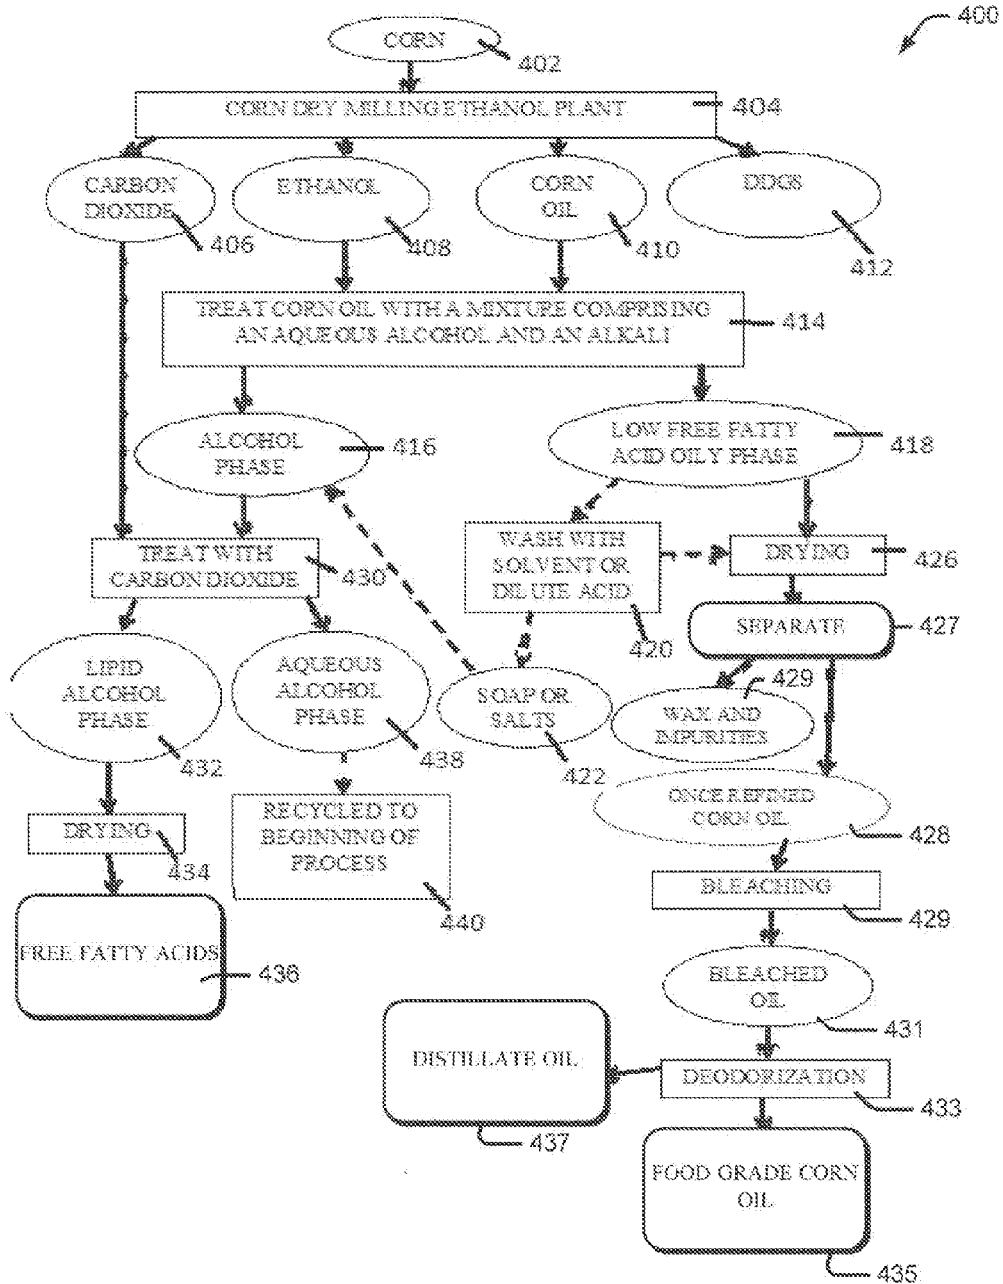 400
CORN
402
CORN DRY MILLING ETHANOL PLANT
404
CARBON
DIOXIDE
406
ETHANOL
408
CORN
OIL
410
DDGS
412
TREAT CORN OIL WITH A MIXTURE COMPRISING
AN AQUEOUS ALCOHOL AND AN ALKALI
414
ALCOHOL
PHASE
416
LOW FREE FATTY
ACID OILY PHASE
418
TREAT WITH
CARBON DIOXIDE
430
WASH WITH
SOLVENT OR
DILUTE ACID
420
DRYING
426
SEPARATE
427
LIPID
ALCOHOL
PHASE
432
AQUEOUS
ALCOHOL
PHASE
438
SOAP OR
SALTS
422
429
WAX AND
IMPURITIES
ONCE REFINED
CORN OIL
428
DRYING
434
RECYCLED TO
BEGINNING OF
PROCESS
440
BLEACHING
429
FREE FATTY ACIDS
436
BLEACHED
OIL
431
DISTILLATE OIL
437
DEODORIZATION
433
FOOD GRADE CORN
OIL
435